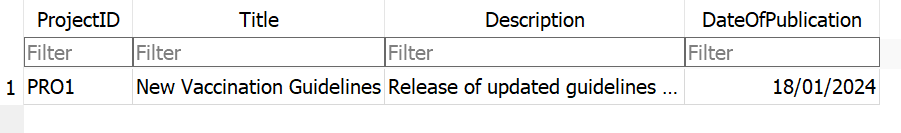 ProjectID Title Description DateOfPublication
Filter Filter Filter Filter
1 PRO1 New Vaccination Guidelines Release of updated guidelines ... 18/01/2024